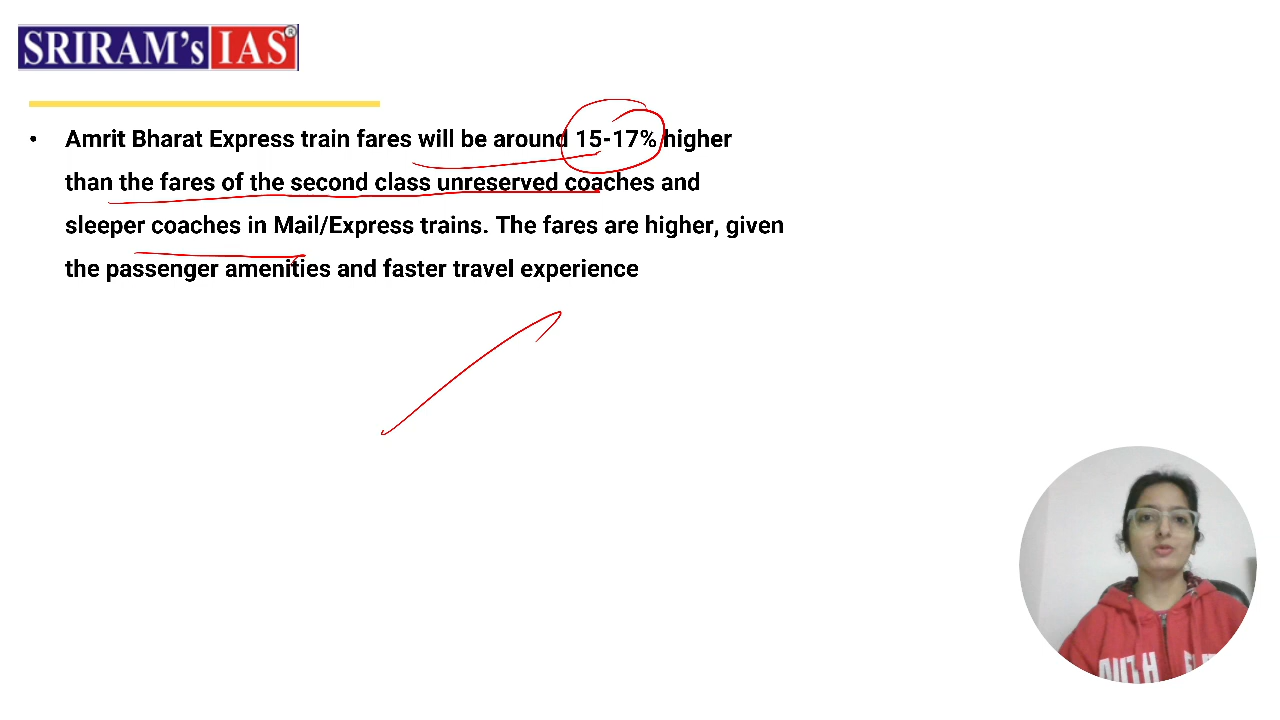 SRIRAM's IAS®
• Amrit Bharat Express train fares will be around 15-17% higher
than the fares of the second class unreserved coaches and
sleeper coaches in Mail/Express trains. The fares are higher, given
the passenger amenities and faster travel experience